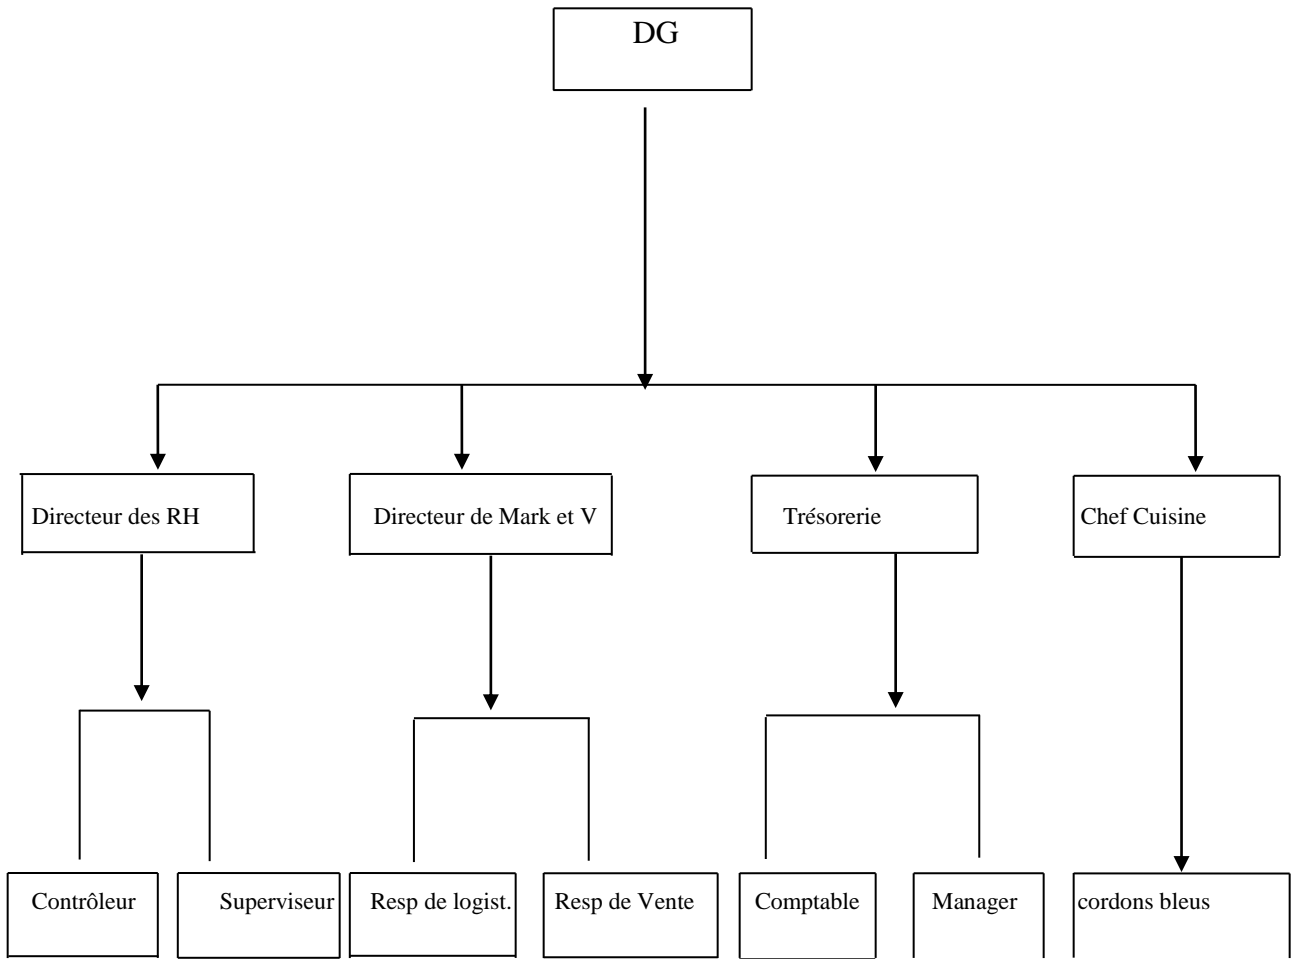 DG
Directeur des RH
Directeur de Mark et V
Trésorerie
Chef Cuisine
Contrôleur
Superviseur
Resp de logist.
Resp de Vente
Comptable
Manager
cordons bleus